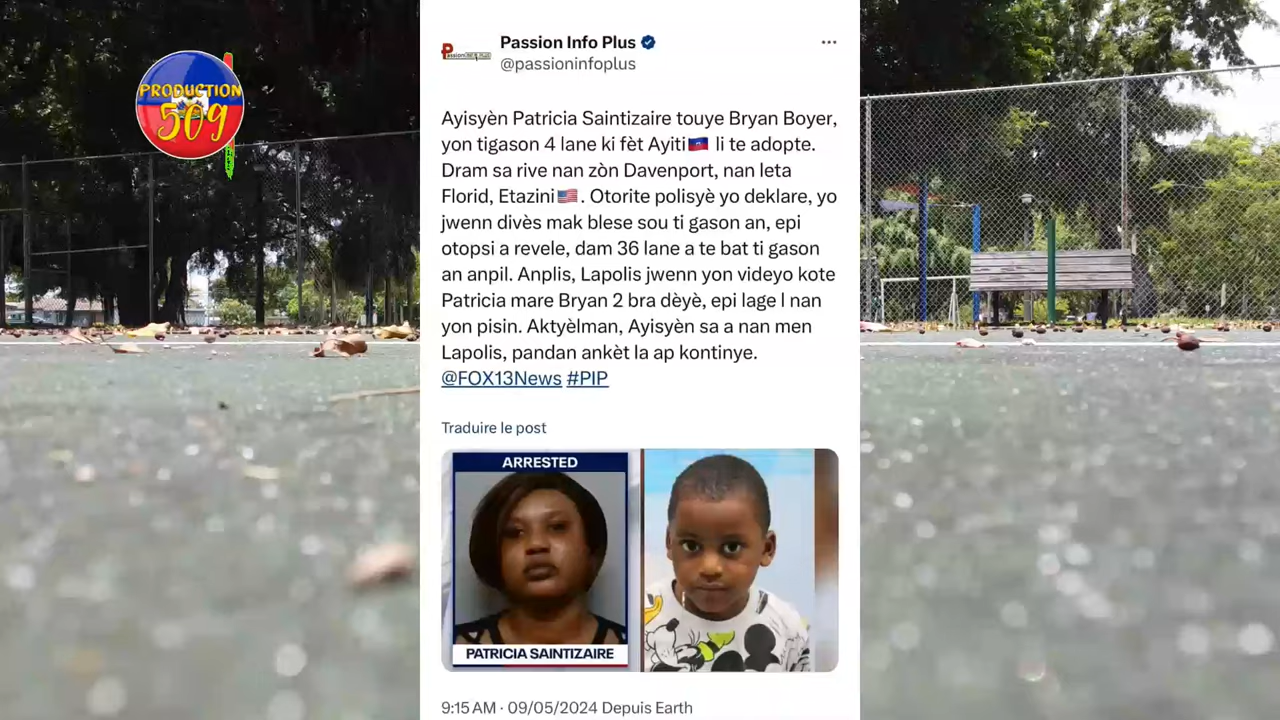 PRODUCTION
509
Passion Info Plus
@passioninfoplus
Ayisyèn Patricia Saintizaire touye Bryan Boyer,
yon tigason 4 lane ki fèt Ayiti🇭🇹 li te adopte.
Dram sa rive nan zòn Davenport, nan leta
Florid, Etazini🇺🇸. Otorite polisyè yo deklare, yo
jwenn divès mak blese sou ti gason an, epi
otopsi a revele, dam 36 lane a te bat ti gason
an anpil. Anplis, Lapolis jwenn yon videyo kote
Patricia mare Bryan 2 bra dèyè, epi lage l nan
yon pisin. Aktyèlman, Ayisyèn sa a nan men
Lapolis, pandan ankèt la ap kontinye.
@FOX13News #PIP
Traduire le post
ARRESTED
PATRICIA SAINTIZAIRE
9:15 AM · 09/05/2024 Depuis Earth